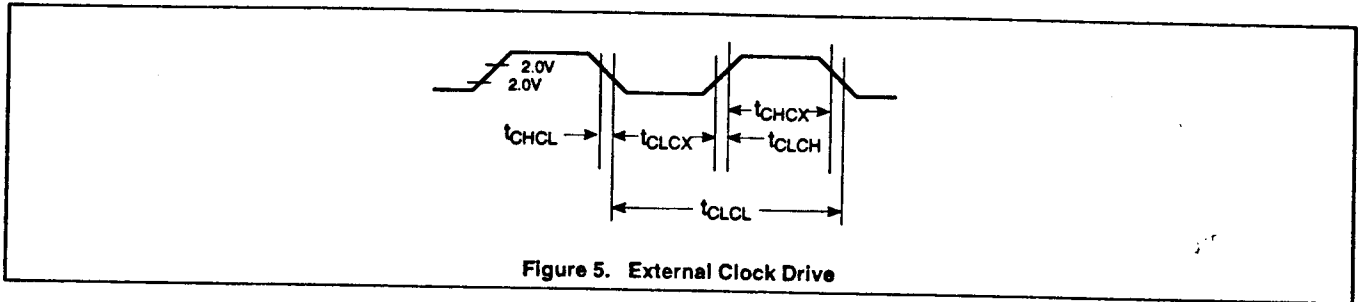 2.0V
2.0V
tCHCX
tCHCL
tCLCX
tCLCH
tCLCL
Figure 5. External Clock Drive